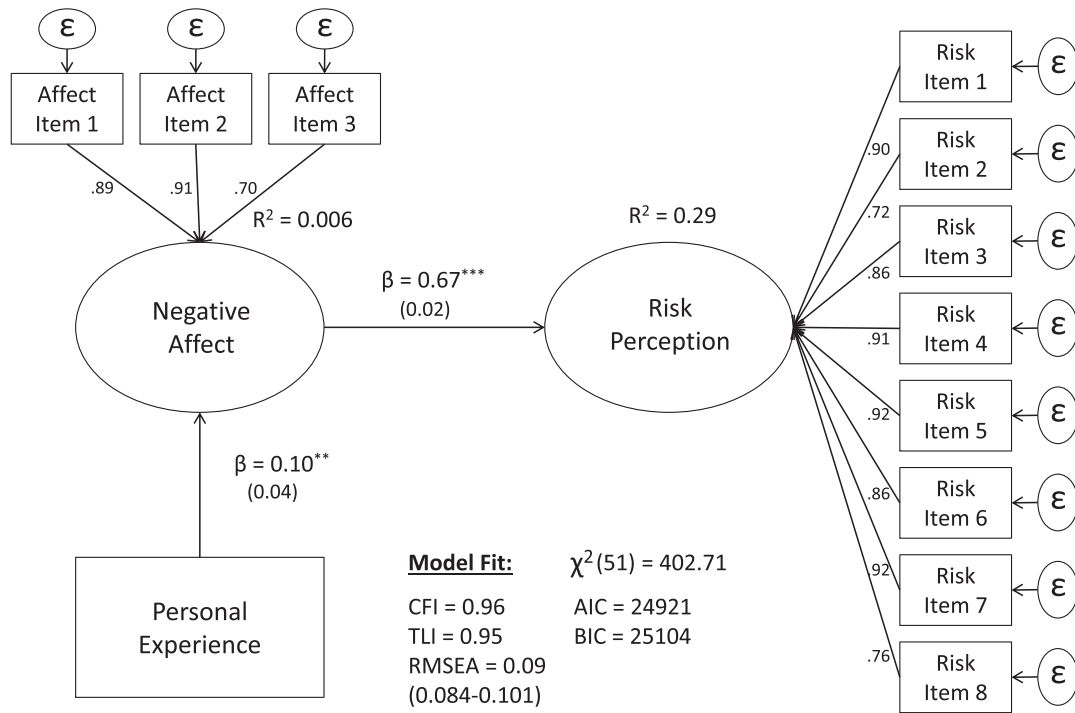 ε
ε
ε
Affect
Item 1
Affect
Item 2
Affect
Item 3
.89
.91
.70
R² = 0.006
Negative
Affect
β = 0.67***
(0.02)
R² = 0.29
Risk
Perception
β = 0.10**
(0.04)
Personal
Experience
Model Fit:
χ²(51) = 402.71
CFI = 0.96
AIC = 24921
TLI = 0.95
BIC = 25104
RMSEA = 0.09
(0.084-0.101)
Risk
Item 1
ε
.90
Risk
Item 2
ε
.72
Risk
Item 3
ε
.86
Risk
Item 4
ε
.91
Risk
Item 5
ε
.92
Risk
Item 6
ε
.86
Risk
Item 7
ε
.92
Risk
Item 8
ε
.76